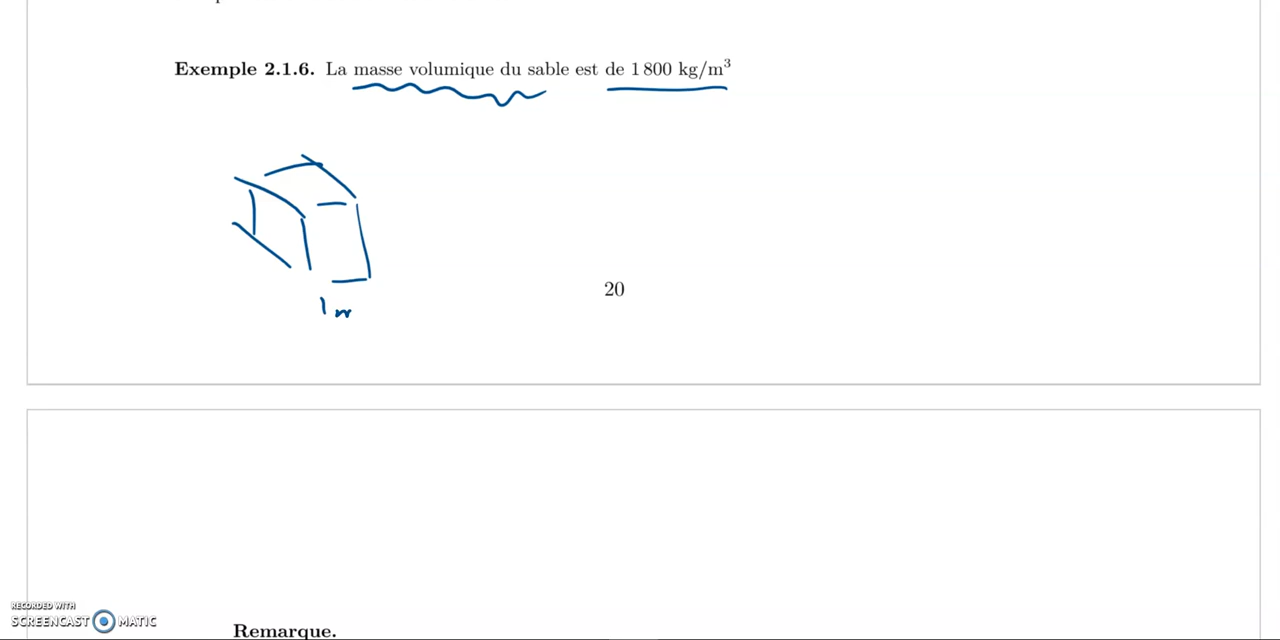 Exemple 2.1.6. La masse volumique du sable est de 1 800 kg/m³
1 m
20
RECORDED WITH
SCREENCAST MATIC
Remarque.